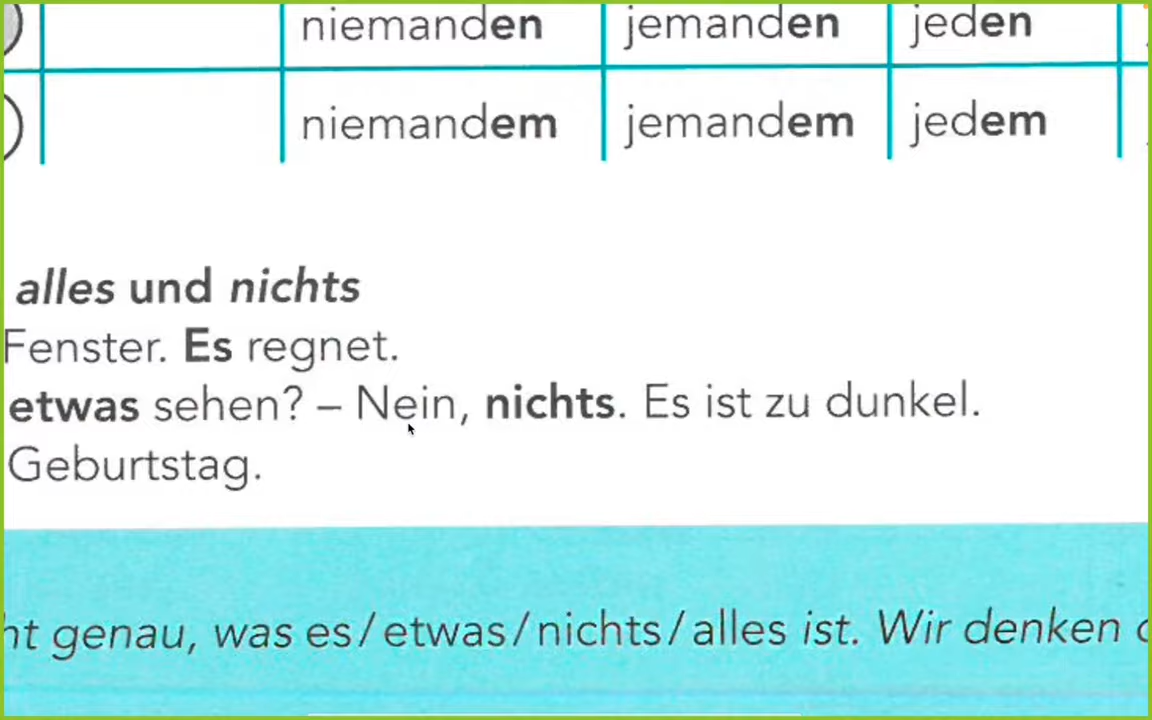 niemanden jemanden jeden
niemandem jemandem jedem
alles und nichts
Fenster. Es regnet.
etwas sehen? – Nein, nichts. Es ist zu dunkel.
Geburtstag.
genau, was es/etwas/nichts/alles ist. Wir denken